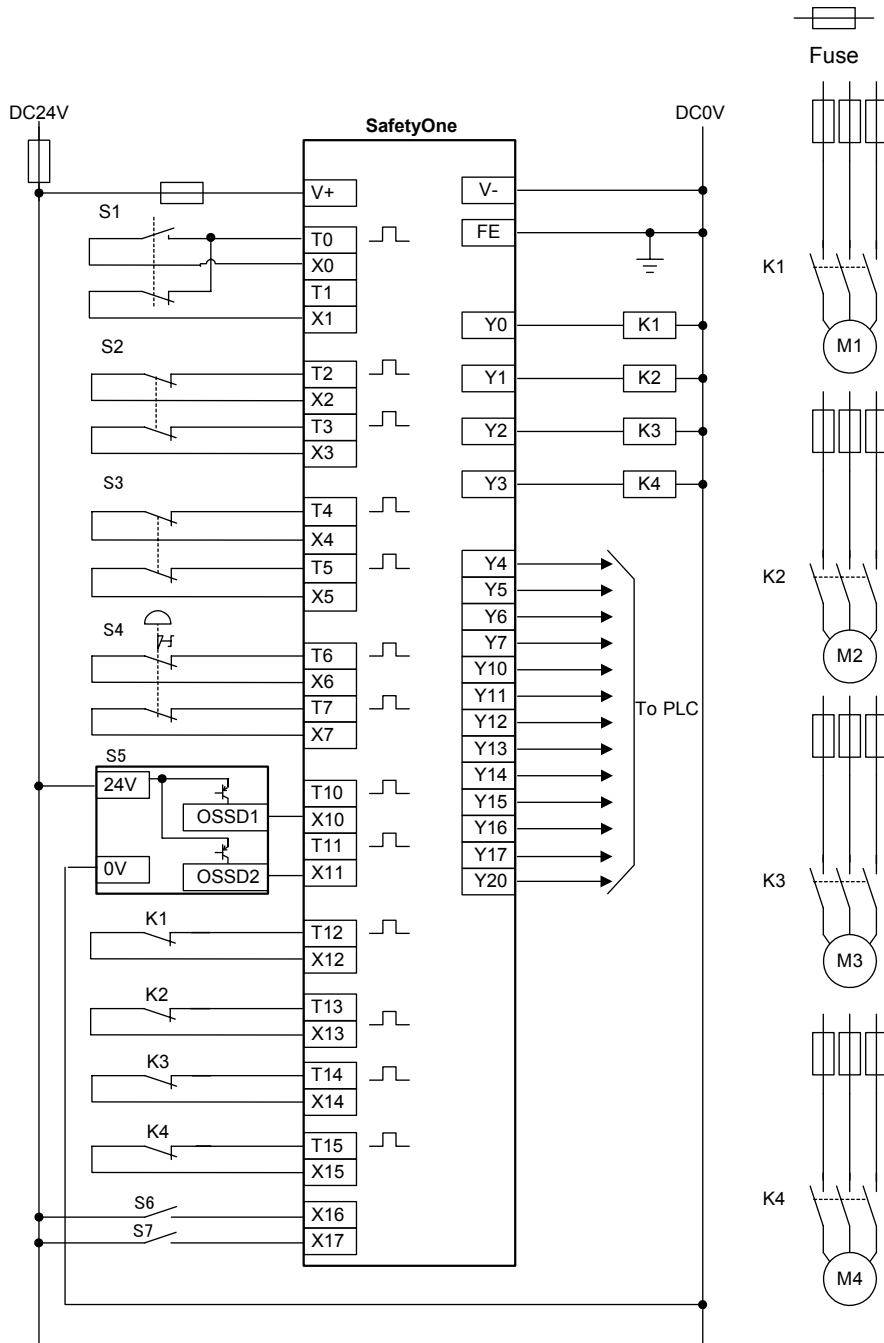 Fuse
DC24V
SafetyOne
DC0V
V+
V-
S1
T0
FE
X0
T1
X1
K1
Y0
K1
M1
S2
T2
Y1
K2
X2
T3
Y2
K3
X3
S3
Y3
K4
T4
X4
T5
Y4
K2
X5
Y5
Y6
S4
Y7
T6
M2
X6
Y10
T7
Y11
To PLC
X7
Y12
Y13
S5
24V
Y14
T10
OSSD1
X10
Y15
T11
Y16
0V
OSSD2
X11
Y17
Y20
K3
K1
T12
X12
M3
K2
T13
X13
K3
T14
X14
K4
T15
X15
S6
X16
K4
S7
X17
M4